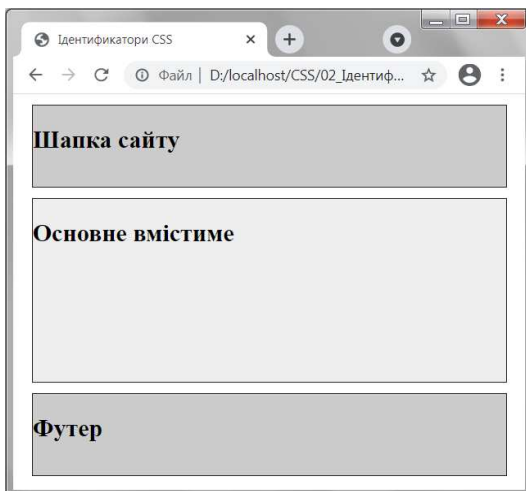 Ідентифікатори CSS
Файл | D:/localhost/CSS/02_Ідентиф...
Шапка сайту
Основне вмістиме
Футер